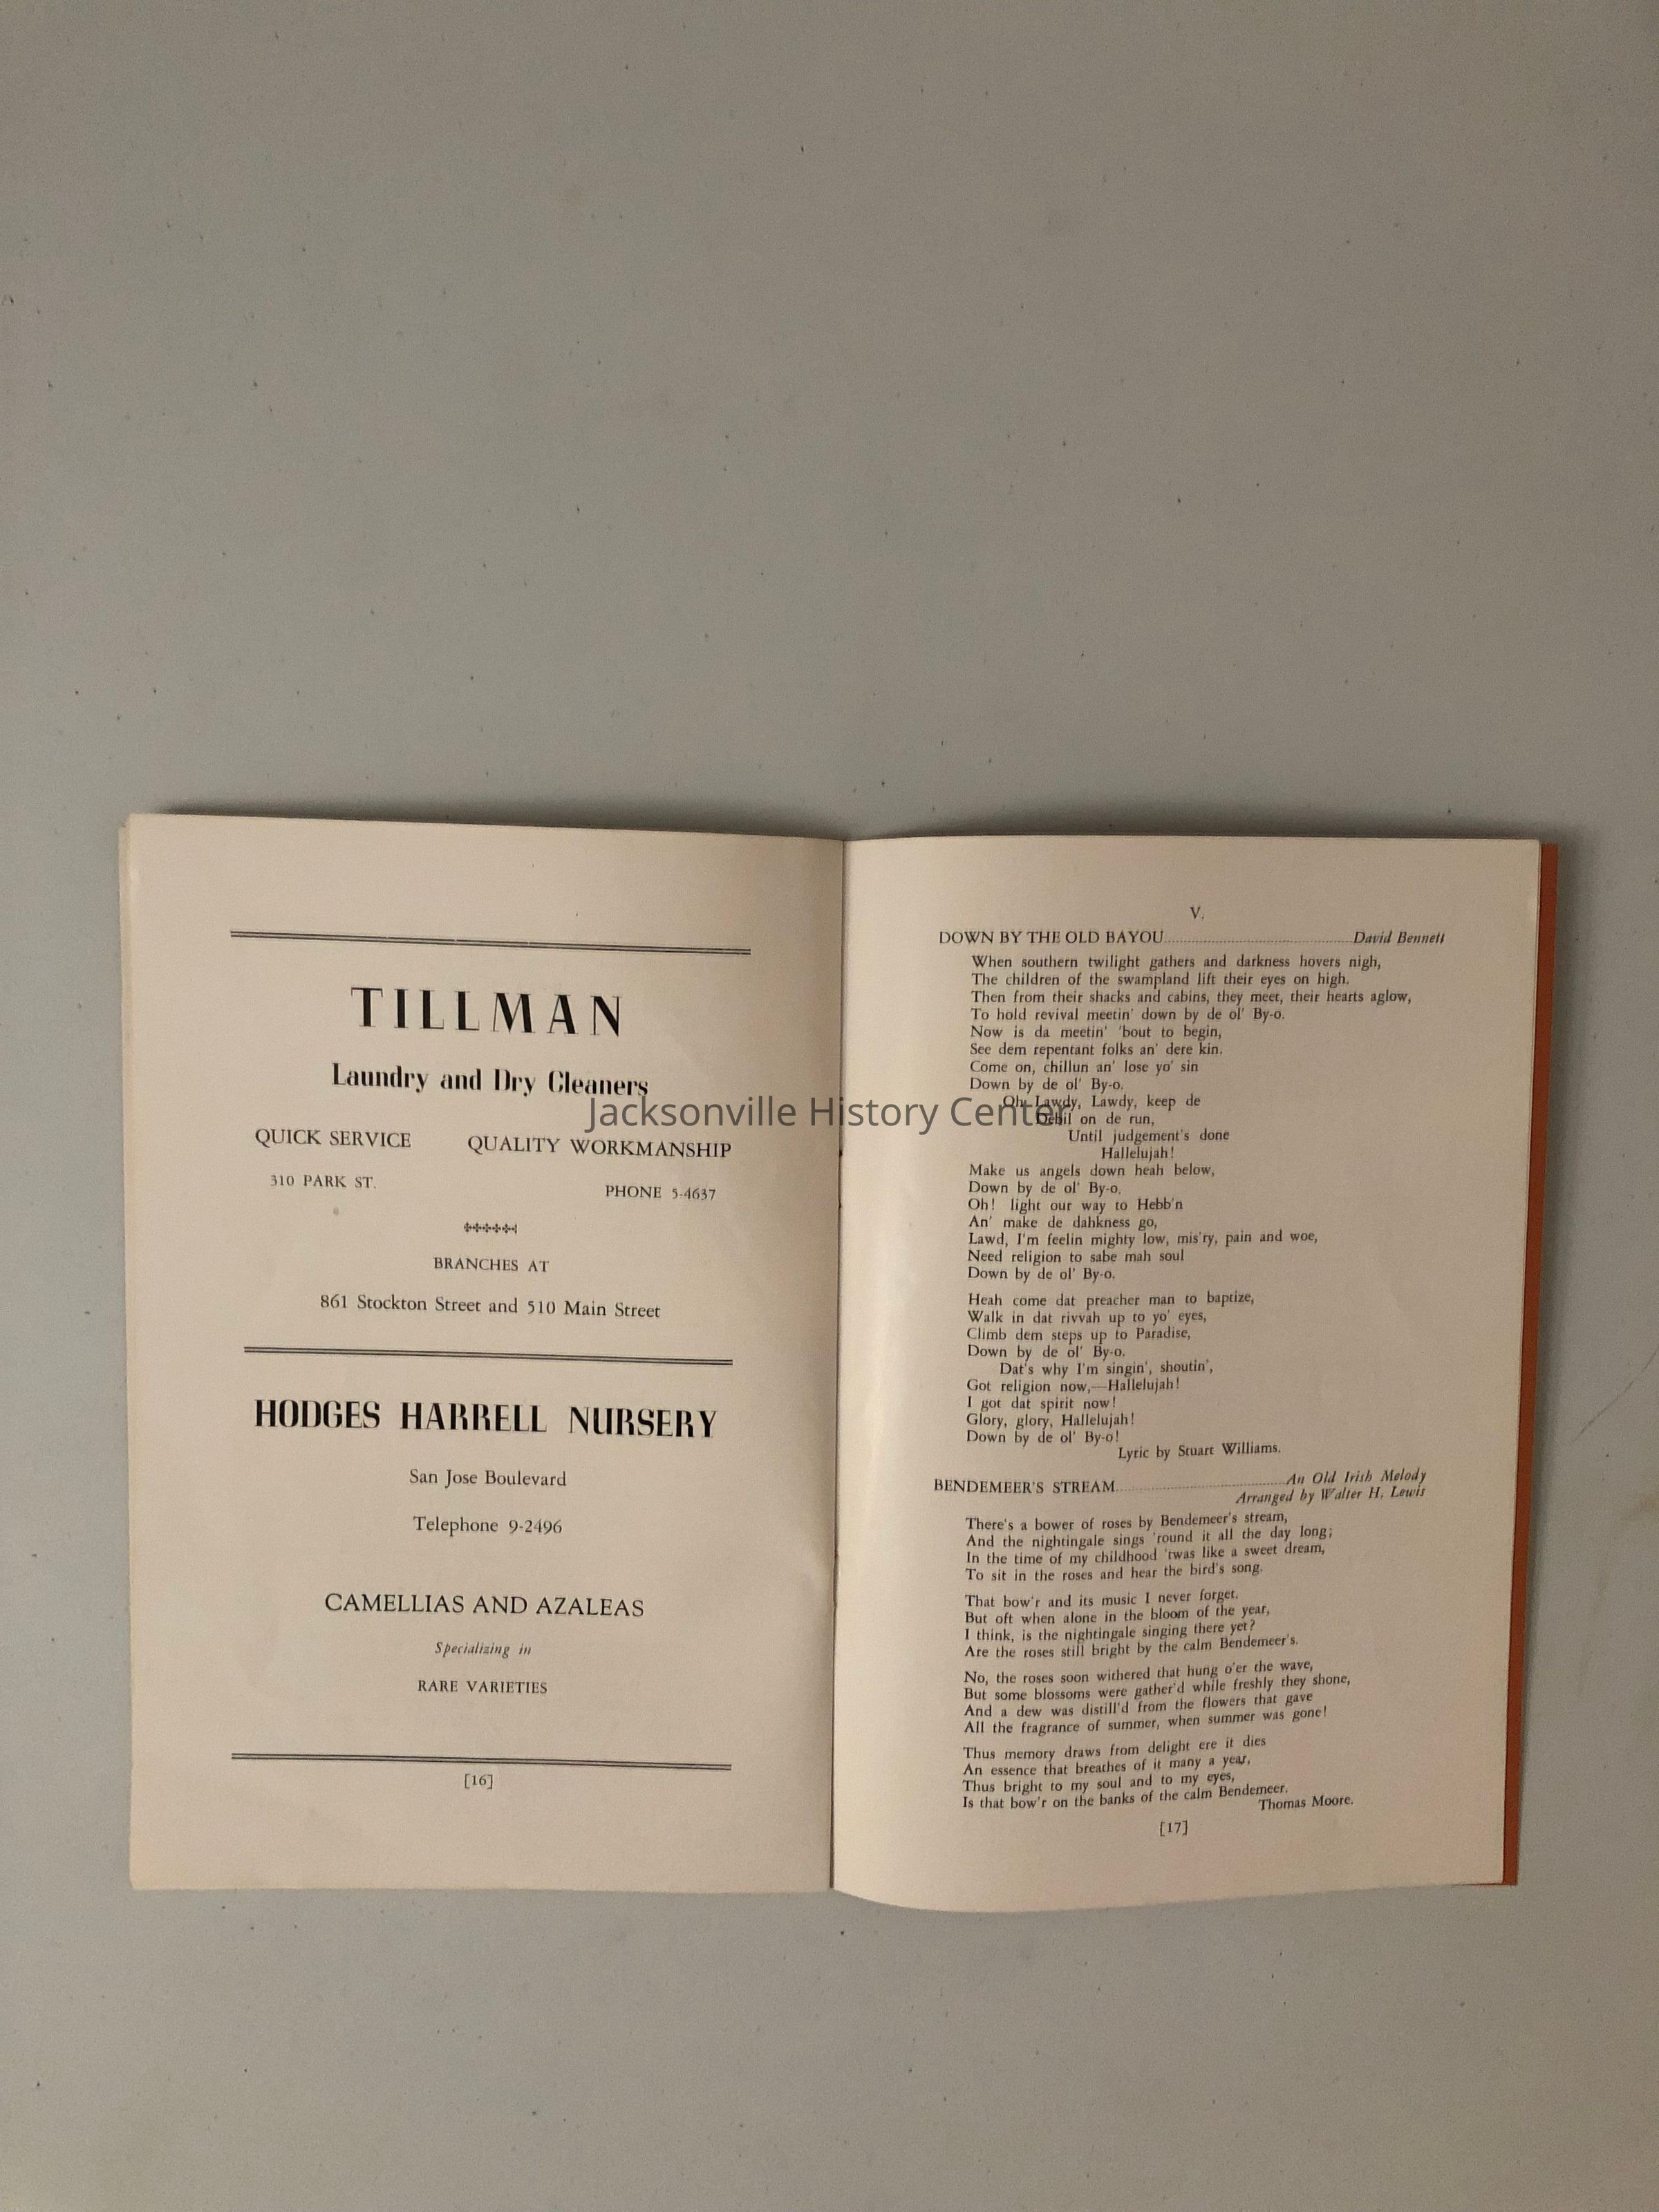 TILLMAN
Laundry and Dry Cleaners
QUICK SERVICE QUALITY WORKMANSHIP
310 PARK ST. PHONE 5-4637
BRANCHES AT
861 Stockton Street and 510 Main Street
HODGES HARRELL NURSERY
San Jose Boulevard
Telephone 9-2496
CAMELLIAS AND AZALEAS
Specializing in
RARE VARIETIES
[16]
Jacksonville History Center
V.
DOWN BY THE OLD BAYOU David Bennett
When southern twilight gathers and darkness hovers nigh,
The children of the swampland lift their eyes on high.
Then from their shacks and cabins, they meet, their hearts aglow,
To hold revival meetin' down by de ol' By-o.
Now is da meetin' 'bout to begin,
See dem repentant folks an' dere kin.
Come on, chillun an' lose yo' sin
Down by de ol' By-o.
Oh, Lawdy, Lawdy, keep de
Debil on de run,
Until judgement's done
Hallelujah!
Make us angels down heah below,
Down by de ol' By-o.
Oh! light our way to Hebb'n
An' make de dahkness go,
Lawd, I'm feelin mighty low, mis'ry, pain and woe,
Need religion to sabe mah soul
Down by de ol' By-o.
Heah come dat preacher man to baptize,
Walk in dat rivvah up to yo' eyes,
Climb dem steps up to Paradise,
Down by de ol' By-o.
Dat's why I'm singin', shoutin',
Got religion now,—Hallelujah!
I got dat spirit now!
Glory, glory, Hallelujah!
Down by de ol' By-o!
Lyric by Stuart Williams.
BENDEMEER'S STREAM An Old Irish Melody
Arranged by Walter H. Lewis
There's a bower of roses by Bendemeer's stream,
And the nightingale sings 'round it all the day long;
In the time of my childhood 'twas like a sweet dream,
To sit in the roses and hear the bird's song.
That bow'r and its music I never forget.
But oft when alone in the bloom of the year,
I think, is the nightingale singing there yet?
Are the roses still bright by the calm Bendemeer's.
No, the roses soon withered that hung o'er the wave,
But some blossoms were gather'd while freshly they shone,
And a dew was distill'd from the flowers that gave
All the fragrance of summer, when summer was gone!
Thus memory draws from delight ere it dies
An essence that breathes of it many a year,
Thus bright to my soul and to my eyes,
Is that bow'r on the banks of the calm Bendemeer.
Thomas Moore.
[17]